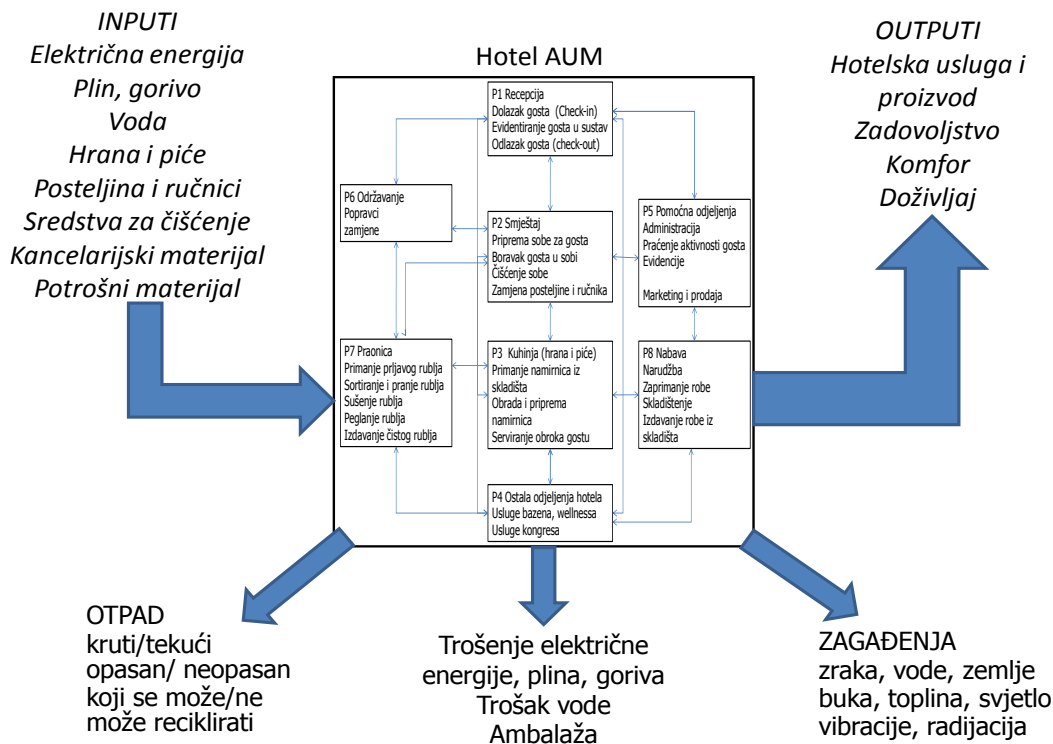 INPUTI
Električna energija
Plin, gorivo
Voda
Hrana i piće
Posteljina i ručnici
Sredstva za čišćenje
Kancelarijski materijal
Potrošni materijal
Hotel AUM
OUTPUTI
Hotelska usluga i
proizvod
Zadovoljstvo
Komfor
Doživljaj
P1 Recepcija
Dolazak gosta (Check-in)
Evidentiranje gosta u sustav
Odlazak gosta (check-out)
P6 Održavanje
Popravci
zamjene
P2 Smještaj
Priprema sobe za gosta
Boravak gosta u sobi
Čišćenje sobe
Zamjena posteljine i ručnika
P5 Pomoćna odjeljenja
Administracija
Praćenje aktivnosti gosta
Evidencije
Marketing i prodaja
P7 Praonica
Primanje prljavog rublja
Sortiranje i pranje rublja
Sušenje rublja
Peglanje rublja
Izdavanje čistog rublja
P3 Kuhinja (hrana i piće)
Primanje namirnica iz
skladišta
Obrada i priprema
namirnica
Serviranje obroka gostu
P8 Nabava
Narudžba
Zaprimanje robe
Skladištenje
Izdavanje robe iz
skladišta
P4 Ostala odjeljenja hotela
Usluge bazena, wellnessa
Usluge kongresa
OTPAD
kruti/tekući
opasan/ neopasan
koji se može/ne
može reciklirati
Trošenje električne
energije, plina, goriva
Trošak vode
Ambalaža
ZAGAĐENJA
zraka, vode, zemlje
buka, toplina, svjetlo
vibracije, radijacija